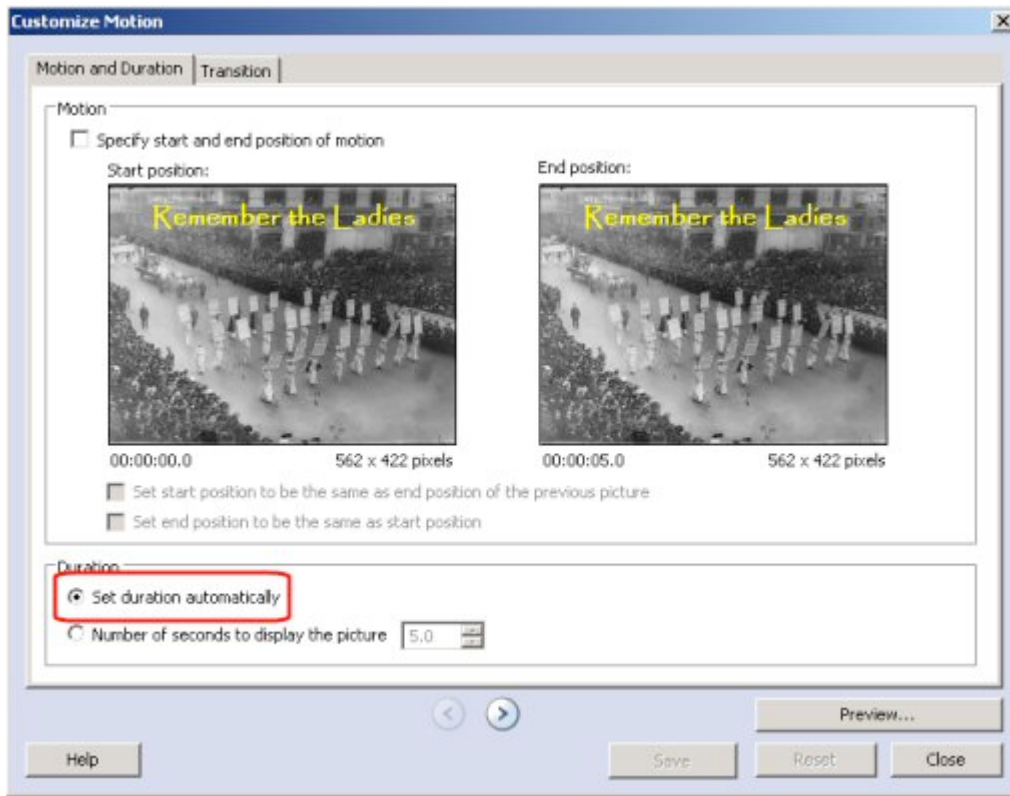 Customize Motion
Motion and Duration Transition
Motion
Specify start and end position of motion
Start position: End position:
Remember the Ladies Remember the Ladies
00:00:00.0 562 x 422 pixels 00:00:05.0 562 x 422 pixels
Set start position to be the same as end position of the previous picture
Set end position to be the same as start position
Duration
Set duration automatically
Number of seconds to display the picture 5.0
Preview...
Help Save Reset Close